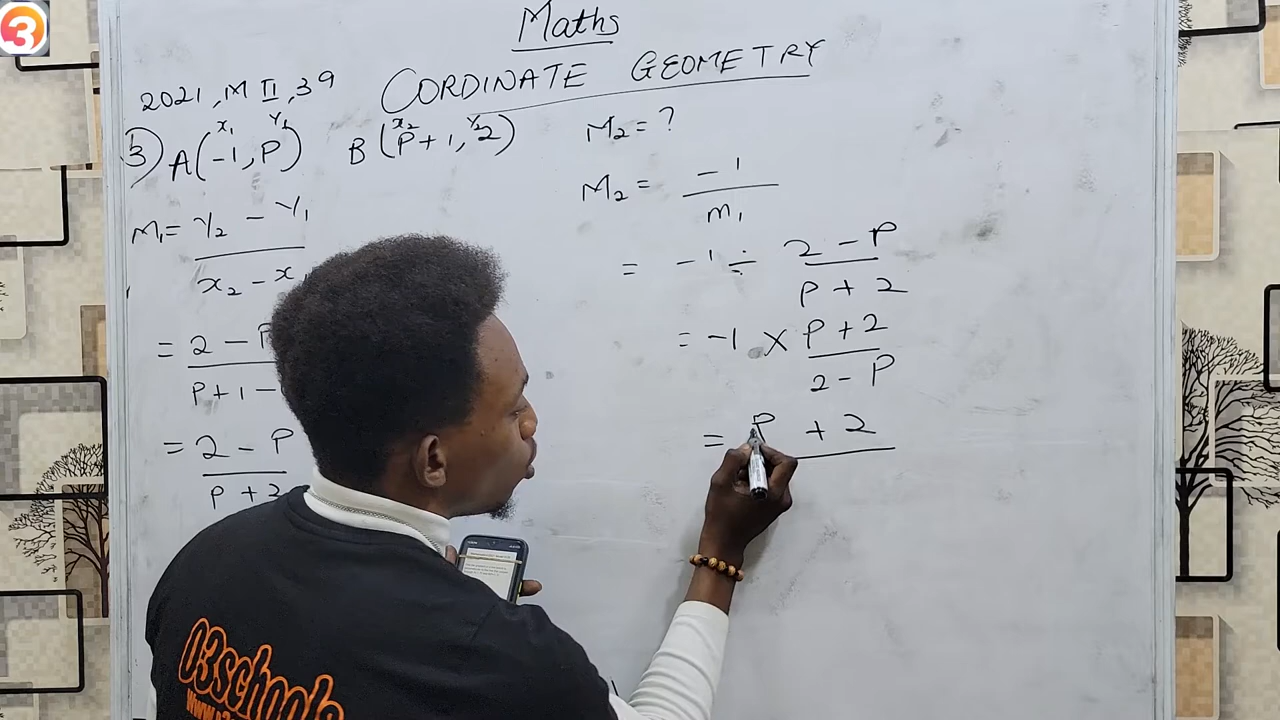 3
Maths
CORDINATE GEOMETRY
2021, M II, 39
3) A(-1, P) B(P+1, 2)
x₁ y₁ x₂ y₂
M₁ = y₂ - y₁
x₂ - x
= 2 - P
P + 1 -
= 2 - P
P + 2
M₂ = ?
M₂ = -1
m₁
= -1 ÷ 2 - P
P + 2
= -1 × P + 2
2 - P
= P + 2
03schools